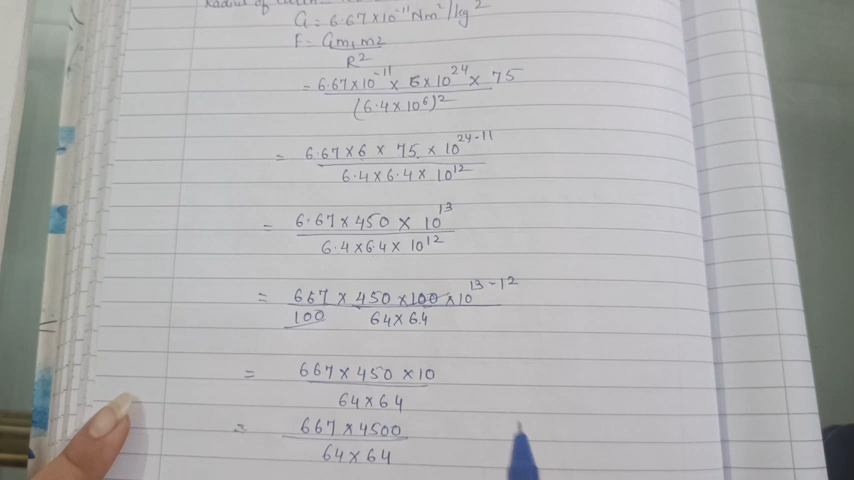 Radius of
G = 6.67×10⁻¹¹ Nm²/kg²
F = Gm₁m₂
R²
= 6.67×10⁻¹¹ × 6×10²⁴ × 75
(6.4×10⁶)²
= 6.67×6 × 75 × 10²⁴⁻¹¹
6.4×6.4× 10¹²
= 6.67×450 × 10¹³
6.4×6.4× 10¹²
= 667 × 450 ×100 ×10¹³⁻¹²
100 64×64
= 667×450×10
64×64
= 667×4500
64×64